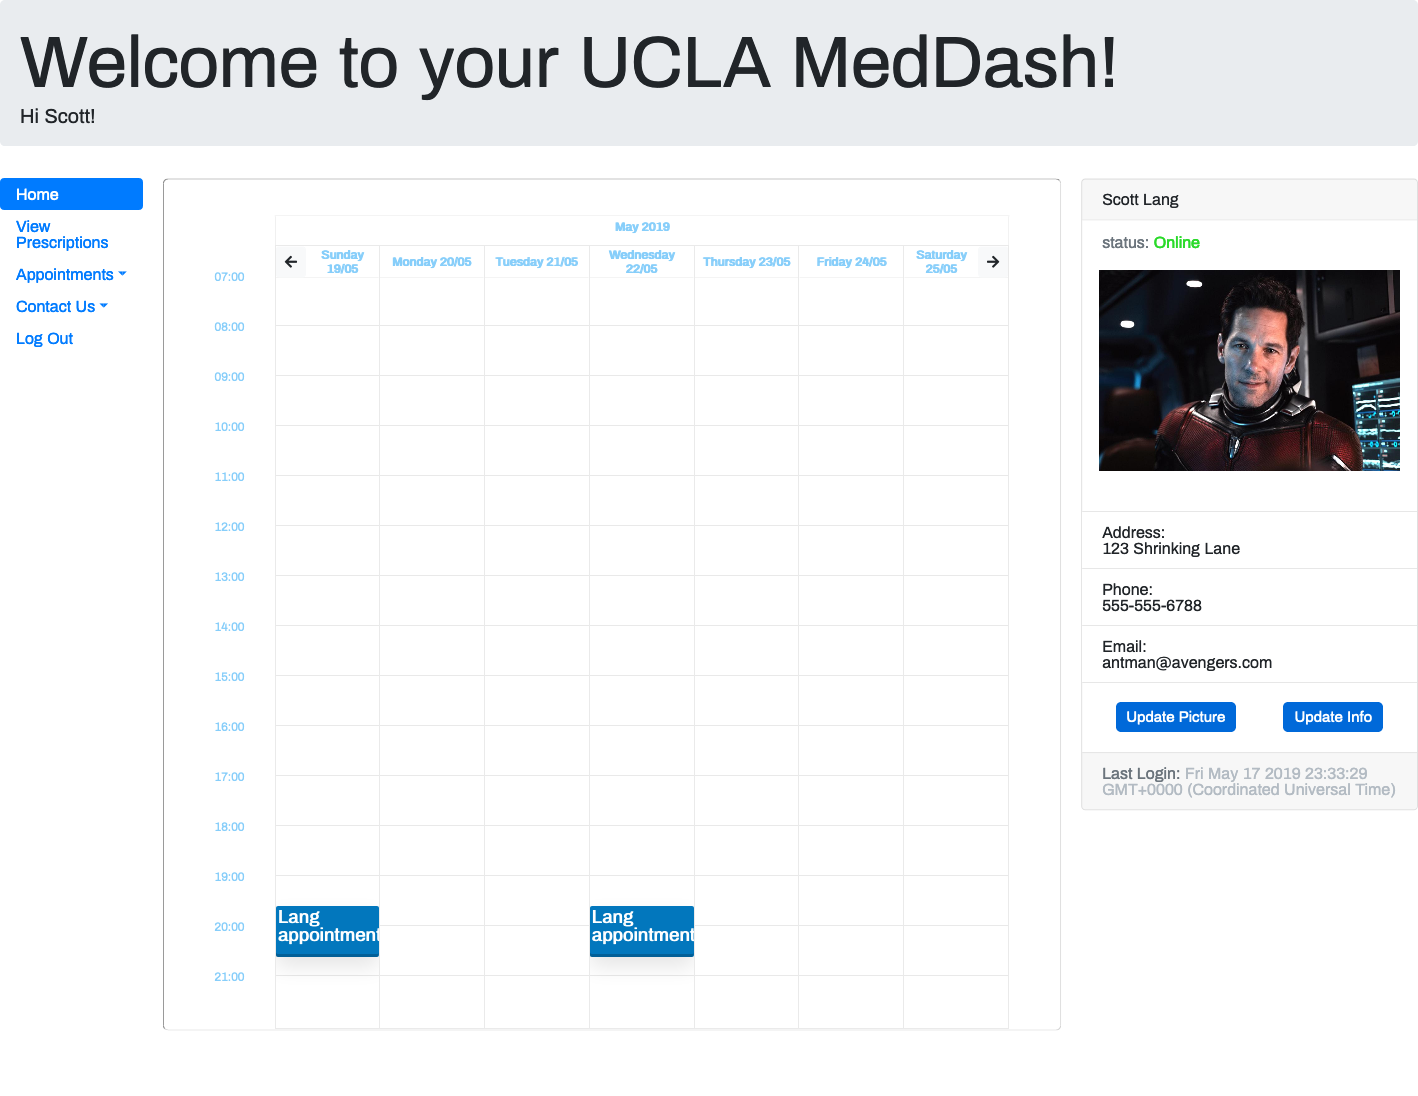 Welcome to your UCLA MedDash!
Hi Scott!
Home
View
Prescriptions
Appointments
Contact Us
Log Out
May 2019
Sunday
19/05
Monday 20/05
Tuesday 21/05
Wednesday
22/05
Thursday 23/05
Friday 24/05
Saturday
25/05
07:00
08:00
09:00
10:00
11:00
12:00
13:00
14:00
15:00
16:00
17:00
18:00
19:00
20:00
21:00
Lang
appointment
Lang
appointment
Scott Lang
status: Online
Address:
123 Shrinking Lane
Phone:
555-555-6788
Email:
antman@avengers.com
Update Picture
Update Info
Last Login: Fri May 17 2019 23:33:29
GMT+0000 (Coordinated Universal Time)